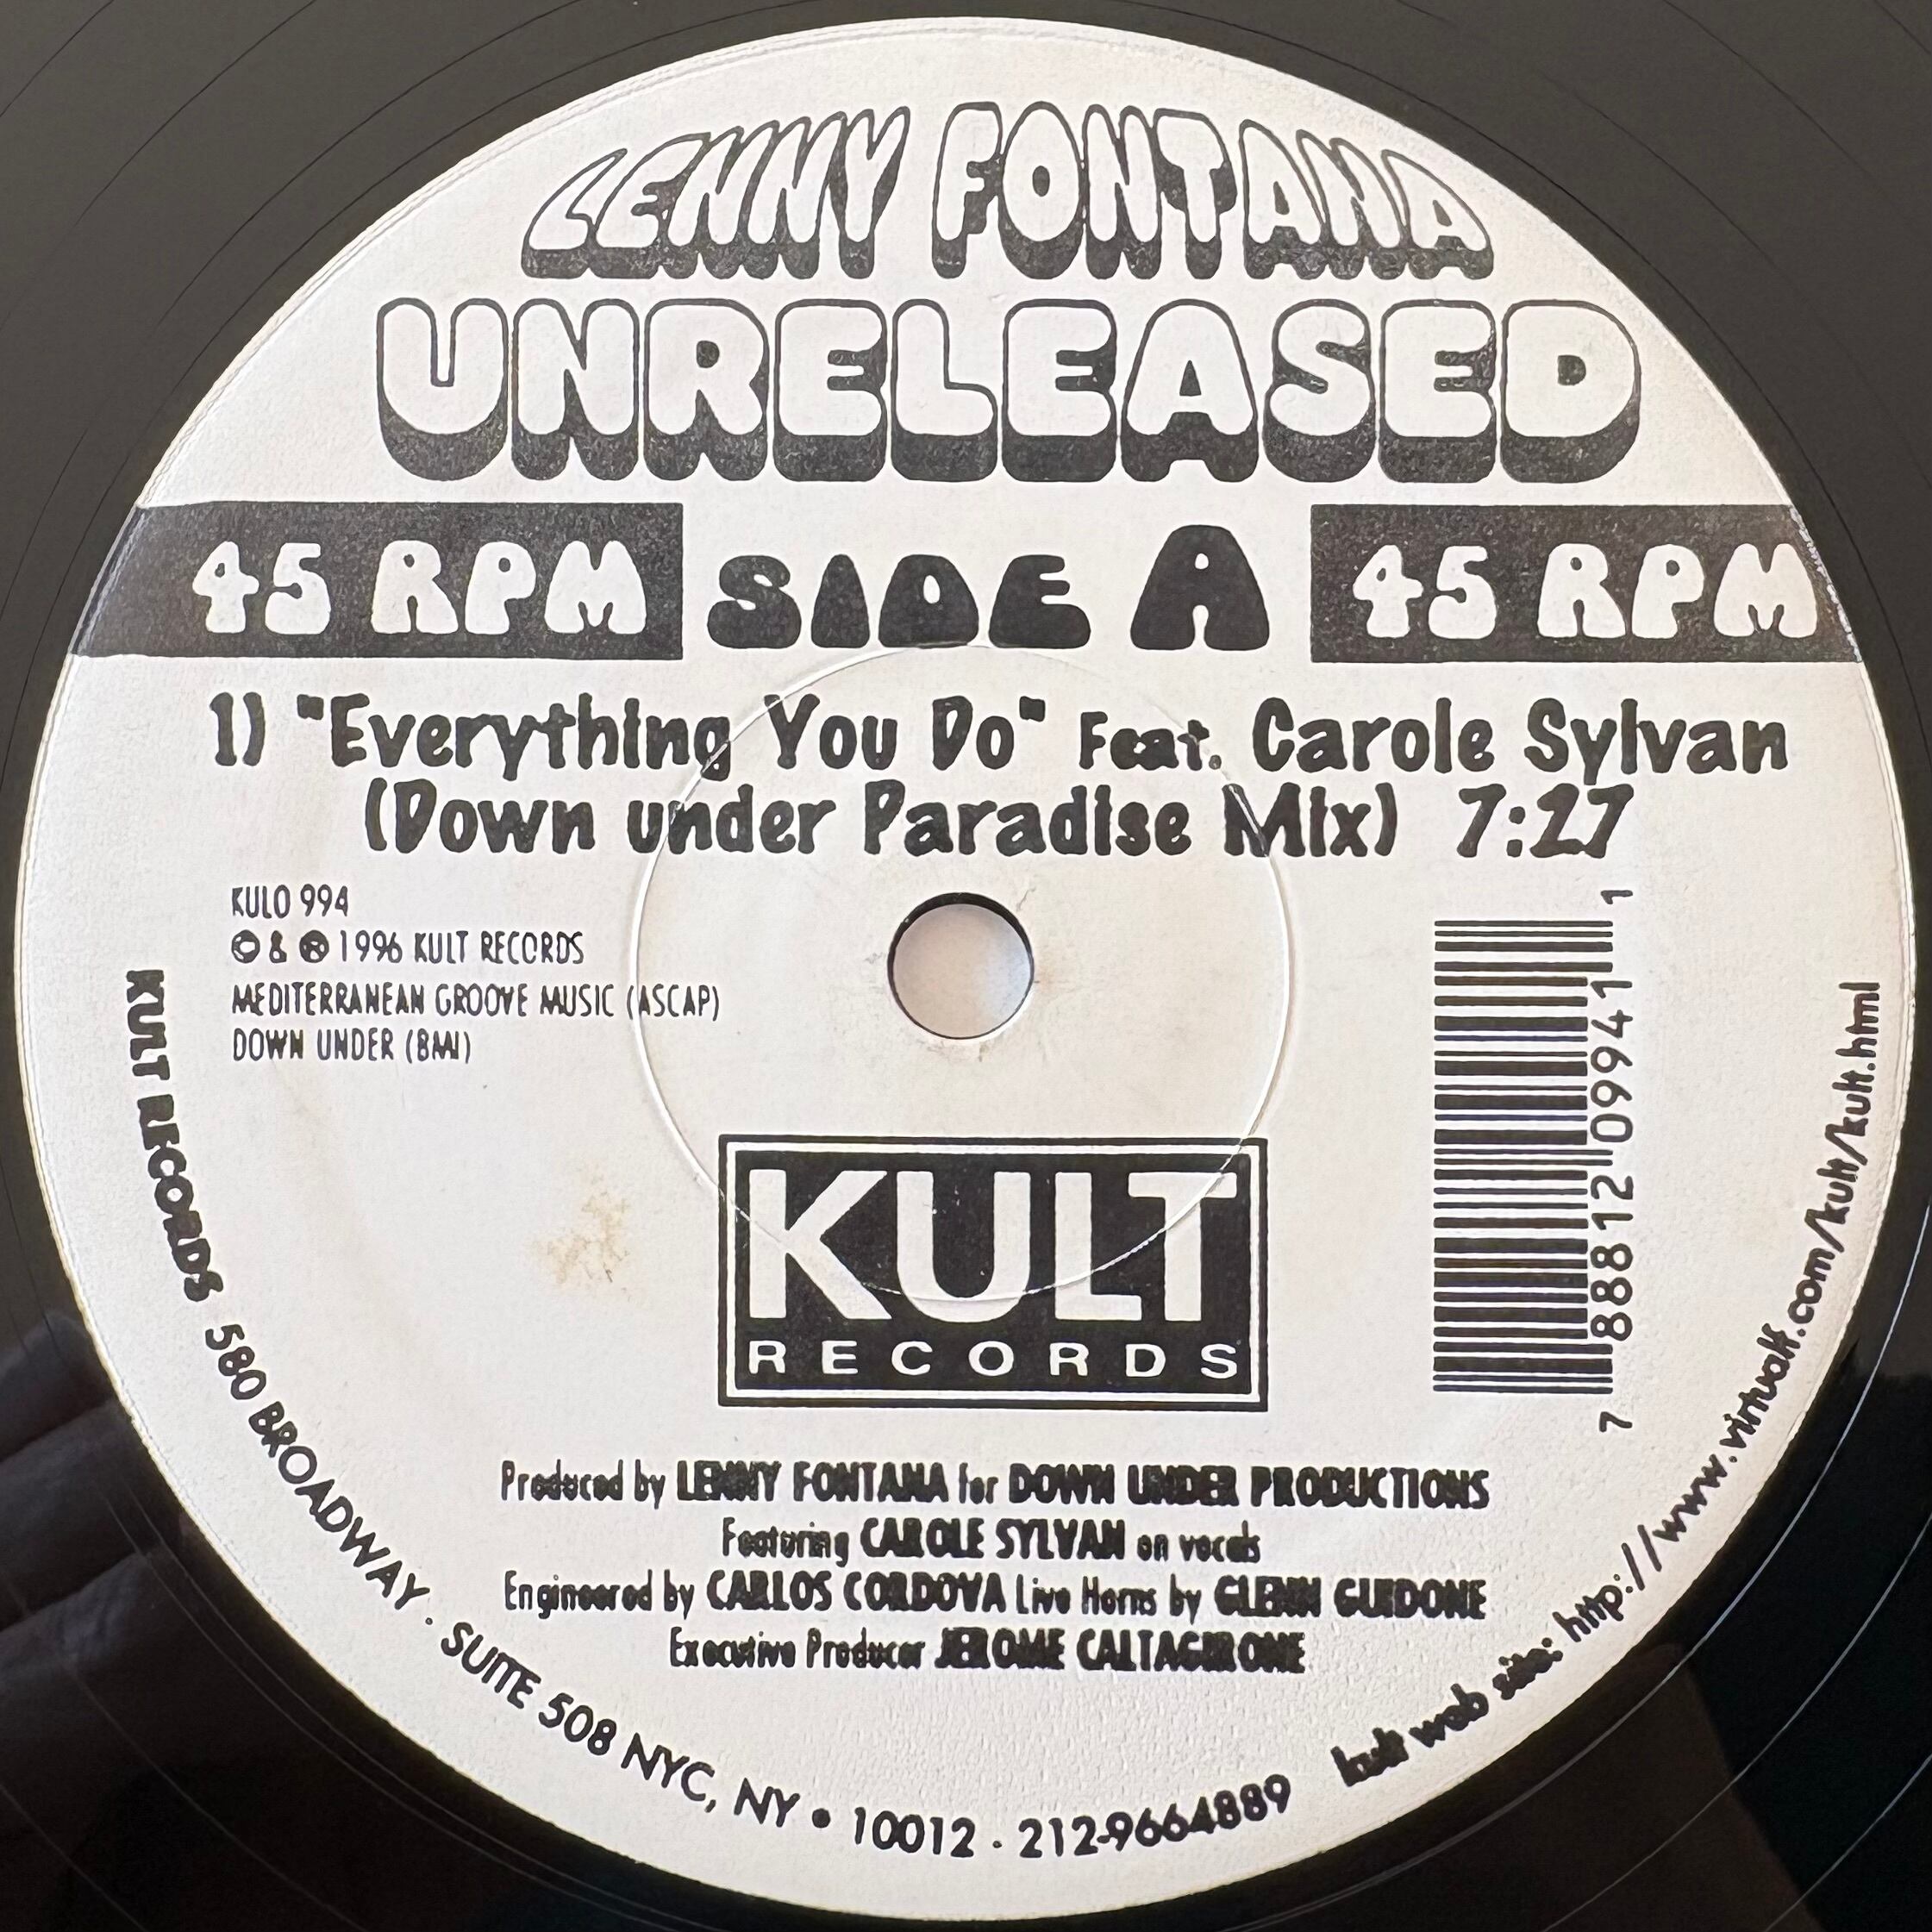 LENNY FONTANA
UNRELEASED
45 RPM SIDE A 45 RPM
1) "Everything You Do" Feat. Carole Sylvan
(Down under Paradise Mix) 7:27
KULO 994
© & ℗ 1996 KULT RECORDS
MEDITERRANEAN GROOVE MUSIC (ASCAP)
DOWN UNDER (BMI)
7 88812 09941 1
KULT
RECORDS
Produced by LENNY FONTANA for DOWN UNDER PRODUCTIONS
Featuring CAROLE SYLVAN on vocals
Engineered by CARLOS CORDOVA Live Horns by GLENN GUIDONE
Executive Producer JEROME CALTAGIRONE
KULT RECORDS 580 BROADWAY · SUITE 508 NYC, NY • 10012 · 212-9664889 kult web site: http://www.virtualk.com/kult/kult.html